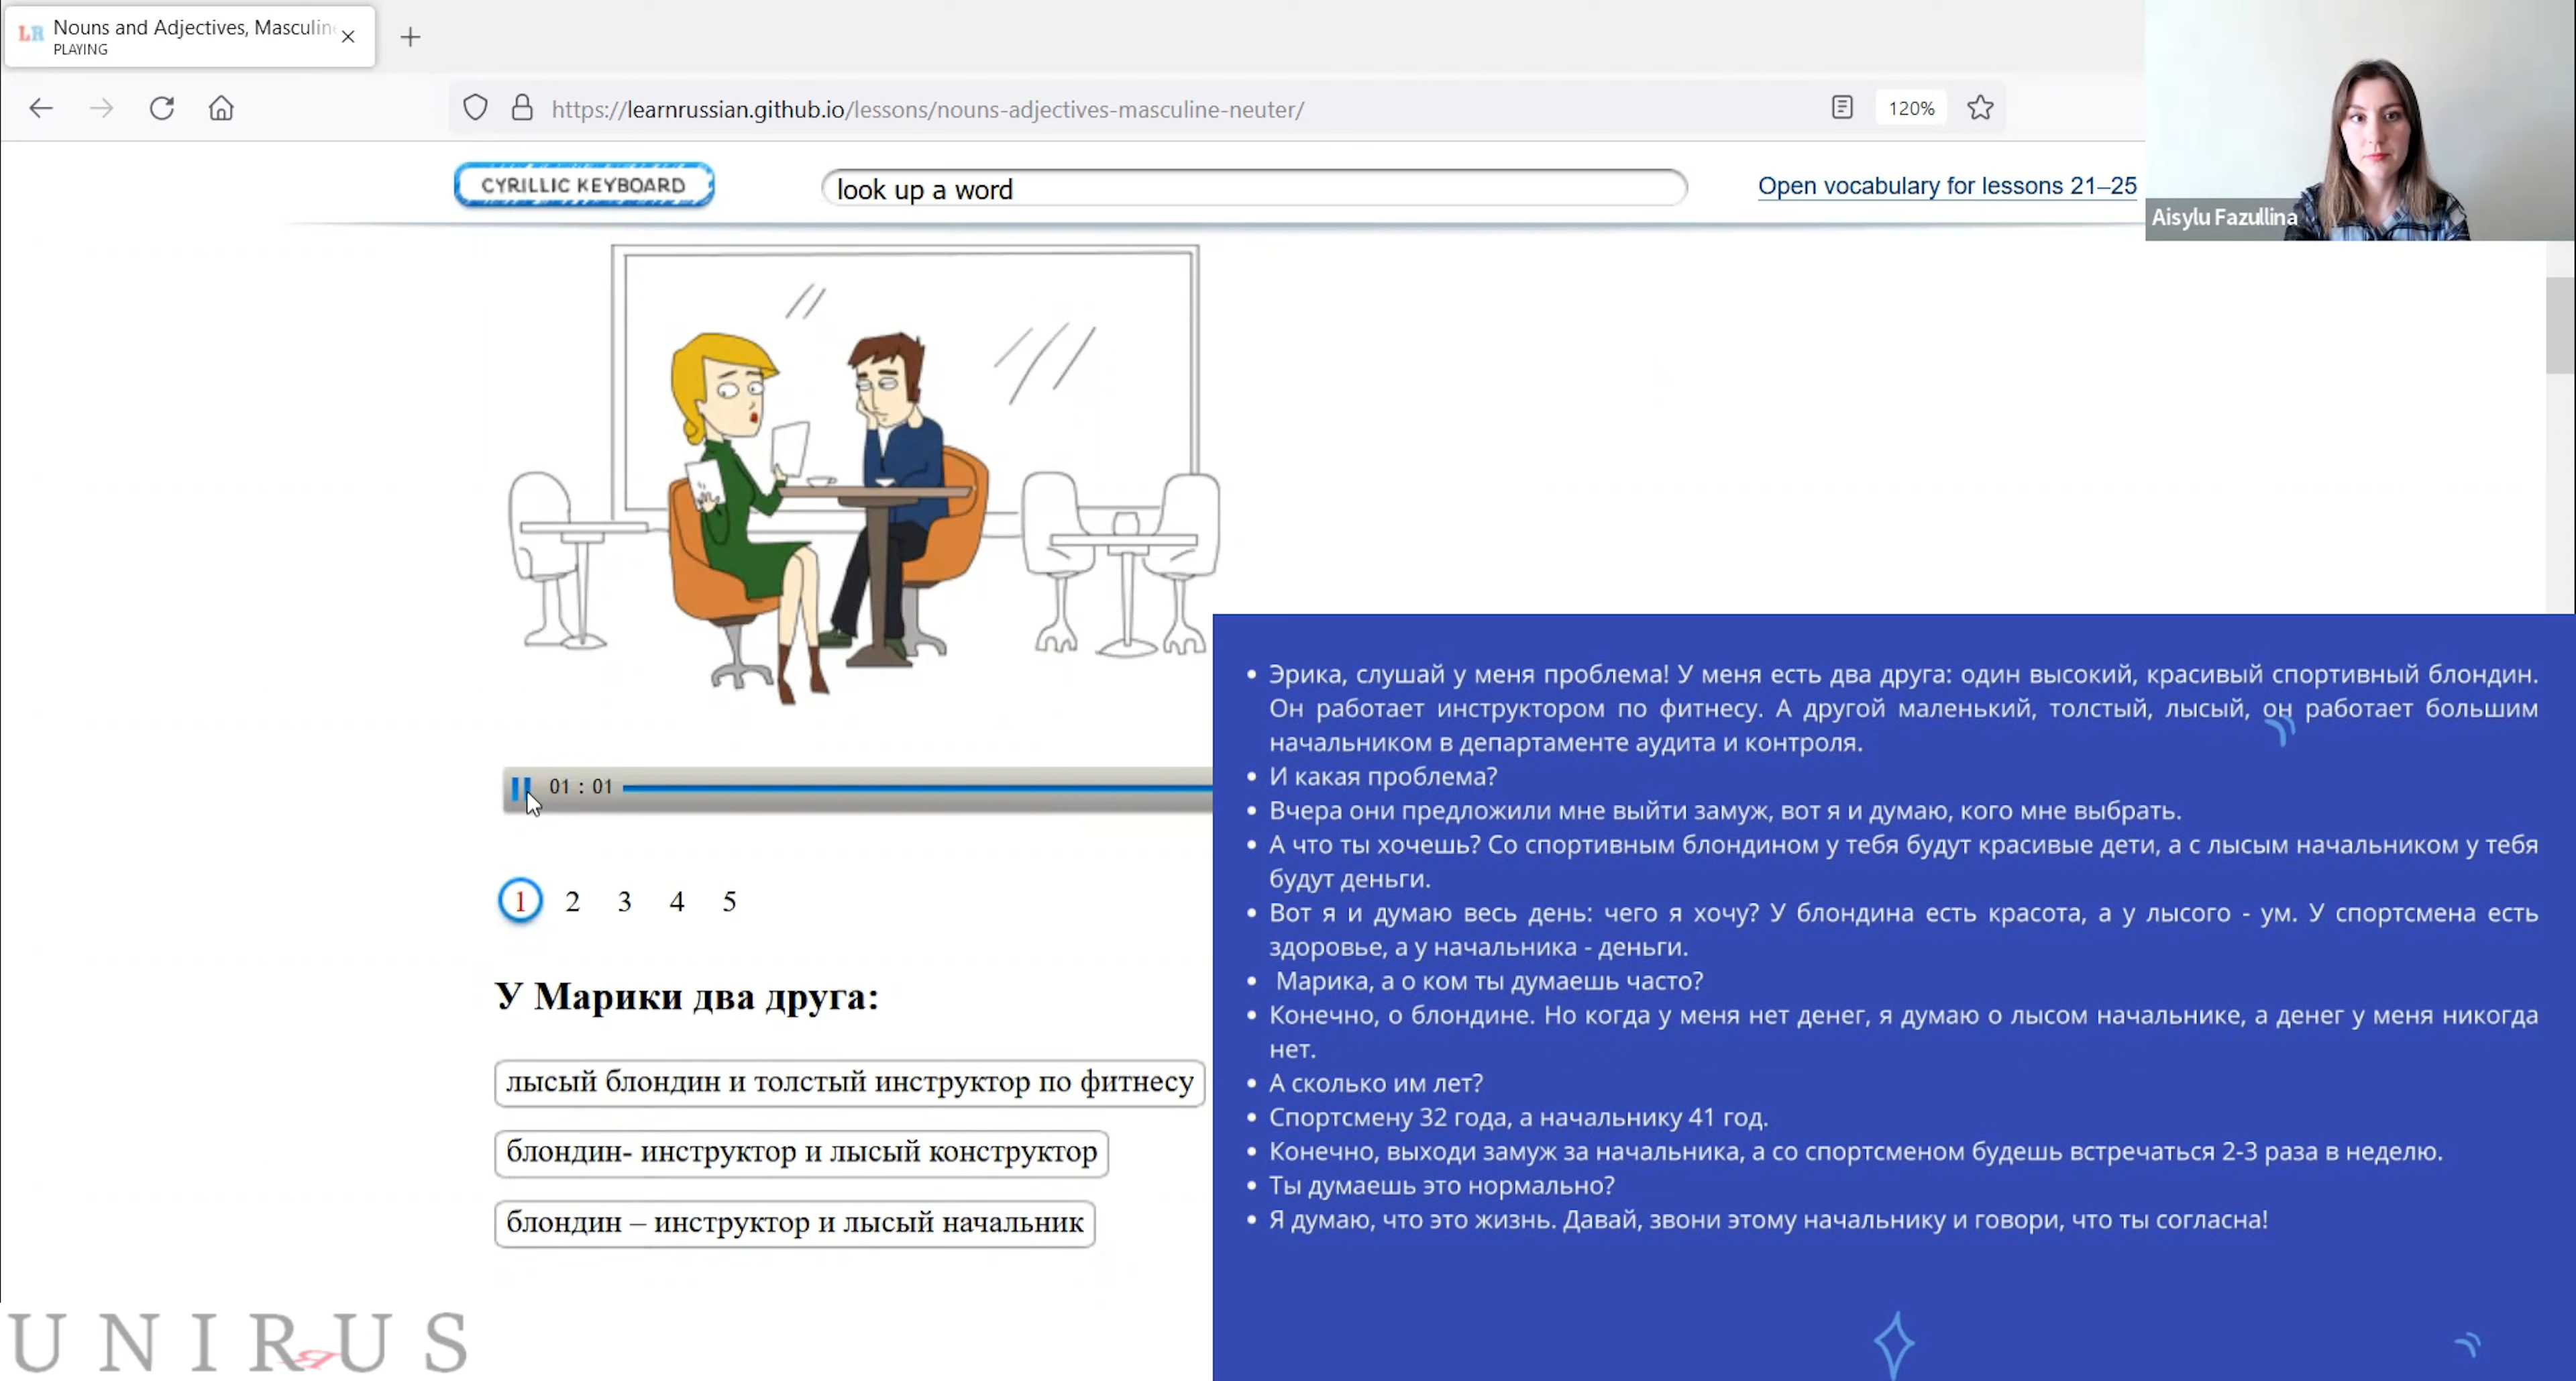 Nouns and Adjectives, Masculin
PLAYING
https://learnrussian.github.io/lessons/nouns-adjectives-masculine-neuter/
120%
CYRILLIC KEYBOARD
look up a word
Open vocabulary for lessons 21–25
Aisylu Fazullina
01 : 01
1 2 3 4 5
У Марики два друга:
лысый блондин и толстый инструктор по фитнесу
блондин- инструктор и лысый конструктор
блондин – инструктор и лысый начальник
• Эрика, слушай у меня проблема! У меня есть два друга: один высокий, красивый спортивный блондин.
Он работает инструктором по фитнесу. А другой маленький, толстый, лысый, он работает большим
начальником в департаменте аудита и контроля.
• И какая проблема?
• Вчера они предложили мне выйти замуж, вот я и думаю, кого мне выбрать.
• А что ты хочешь? Со спортивным блондином у тебя будут красивые дети, а с лысым начальником у тебя
будут деньги.
• Вот я и думаю весь день: чего я хочу? У блондина есть красота, а у лысого - ум. У спортсмена есть
здоровье, а у начальника - деньги.
• Марика, а о ком ты думаешь часто?
• Конечно, о блондине. Но когда у меня нет денег, я думаю о лысом начальнике, а денег у меня никогда
нет.
• А сколько им лет?
• Спортсмену 32 года, а начальнику 41 год.
• Конечно, выходи замуж за начальника, а со спортсменом будешь встречаться 2-3 раза в неделю.
• Ты думаешь это нормально?
• Я думаю, что это жизнь. Давай, звони этому начальнику и говори, что ты согласна!
UNIRUS